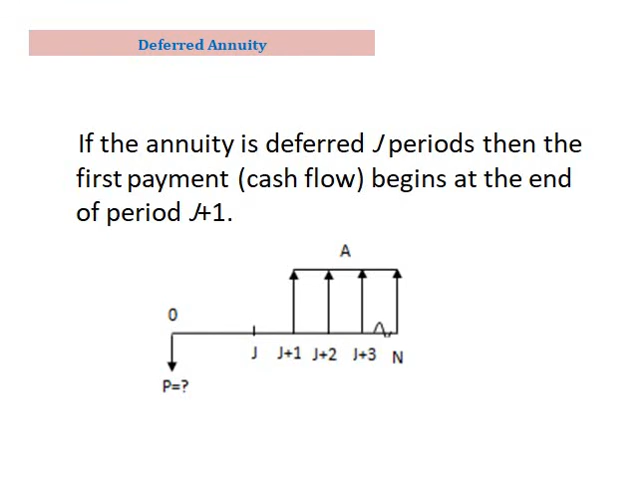 Deferred Annuity
If the annuity is deferred J periods then the
first payment (cash flow) begins at the end
of period J+1.
A
0
J J+1 J+2 J+3 N
P=?